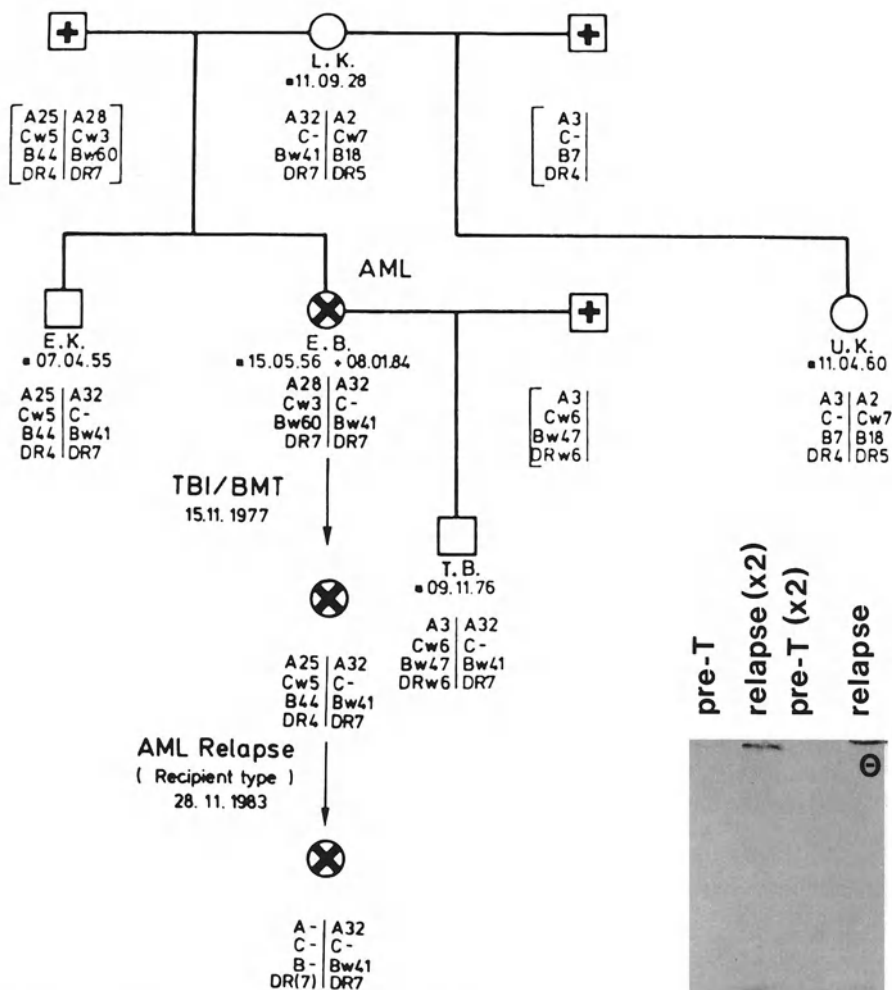 L. K.
▪11.09.28
A25 | A28
Cw5 | Cw3
B44 | Bw60
DR4 | DR7
A32 | A2
C- | Cw7
Bw41 | B18
DR7 | DR5
A3
C-
B7
DR4
AML
E. K.
▪07.04.55
A25 | A32
Cw5 | C-
B44 | Bw41
DR4 | DR7
E. B.
▪15.05.56 +08.01.84
A28 | A32
Cw3 | C-
Bw60 | Bw41
DR7 | DR7
A3
Cw6
Bw47
DRw6
U. K.
▪11.04.60
A3 | A2
C- | Cw7
B7 | B18
DR4 | DR5
TBI/BMT
15.11.1977
T. B.
▪09.11.76
A3 | A32
Cw6 | C-
Bw47 | Bw41
DRw6 | DR7
A25 | A32
Cw5 | C-
B44 | Bw41
DR4 | DR7
AML Relapse
( Recipient type )
28. 11. 1983
A- | A32
C- | C-
B- | Bw41
DR(7) | DR7
pre-T
relapse (x2)
pre-T (x2)
relapse